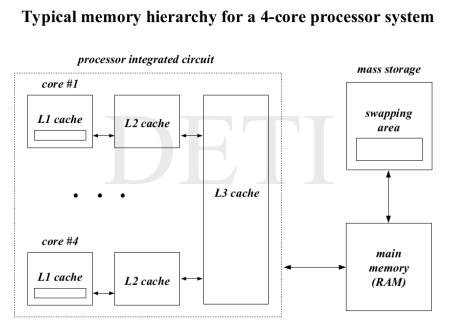 Typical memory hierarchy for a 4-core processor system
processor integrated circuit
mass storage
core #1
L1 cache
L2 cache
swapping
area
DETI
L3 cache
core #4
L1 cache
L2 cache
main
memory
(RAM)